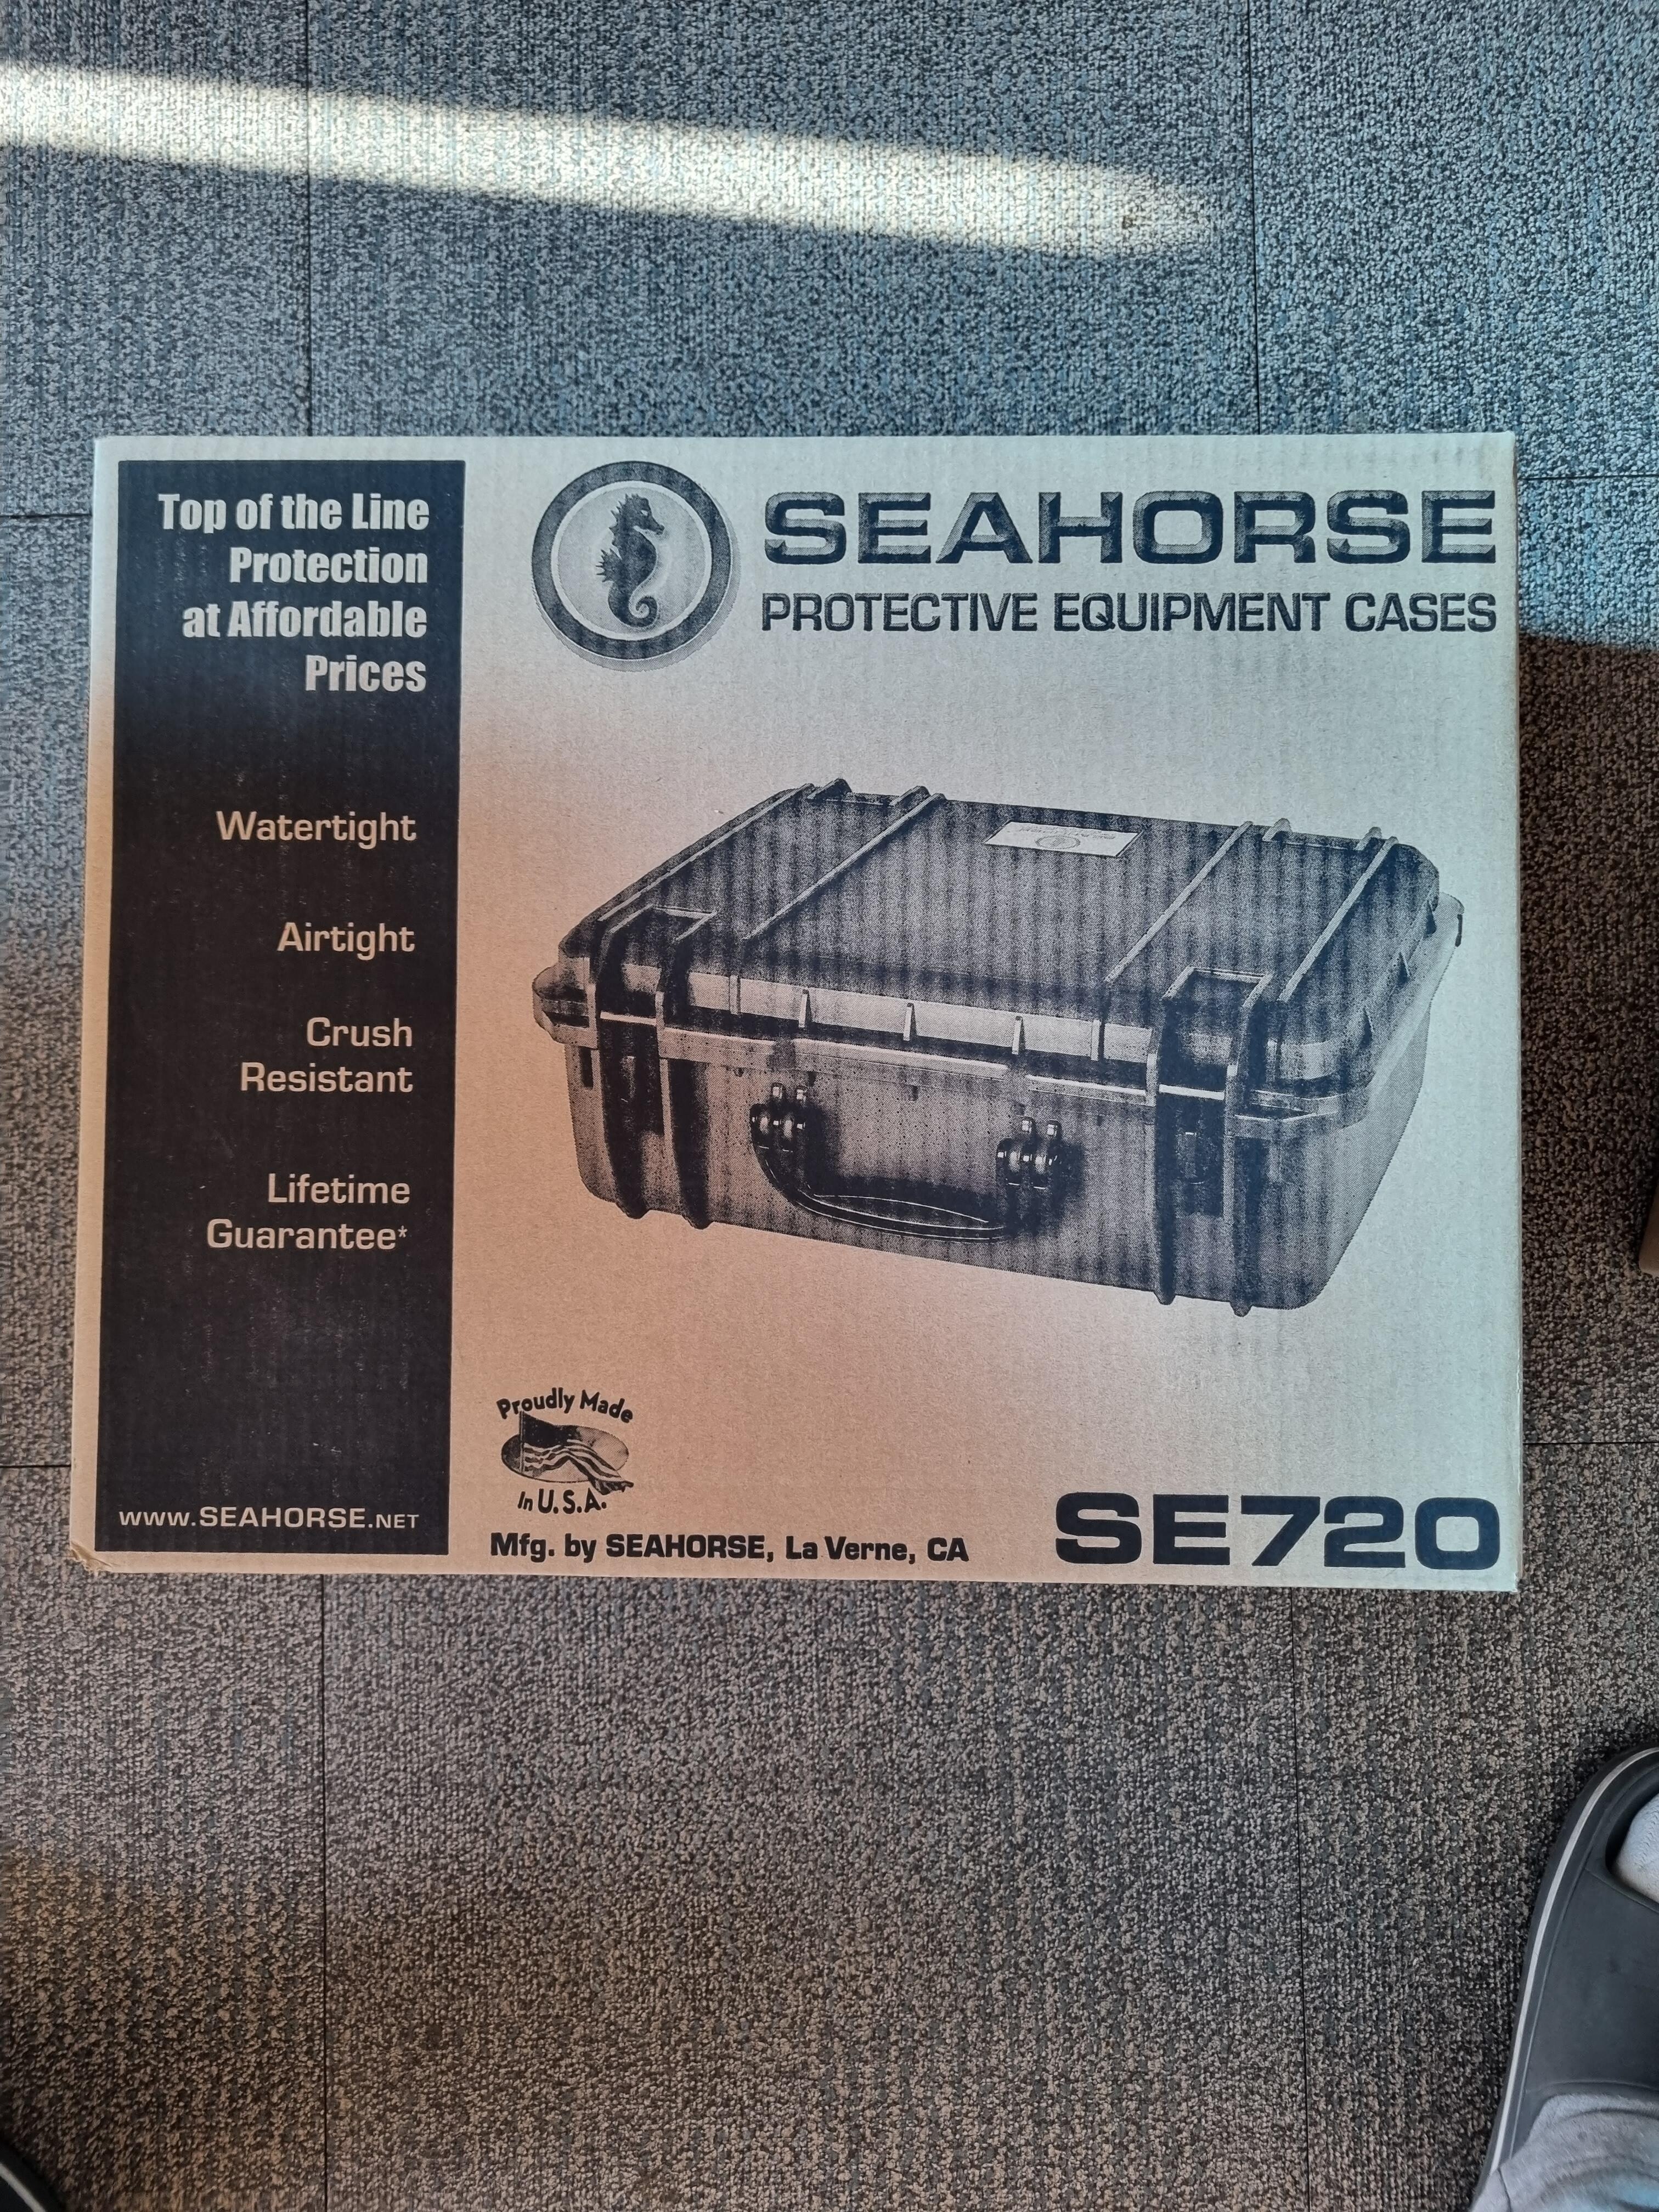 Top of the Line
Protection
at Affordable
Prices
Watertight
Airtight
Crush
Resistant
Lifetime
Guarantee*
www.SEAHORSE.NET
SEAHORSE
PROTECTIVE EQUIPMENT CASES
Proudly Made
In U.S.A.
Mfg. by SEAHORSE, La Verne, CA
SE720